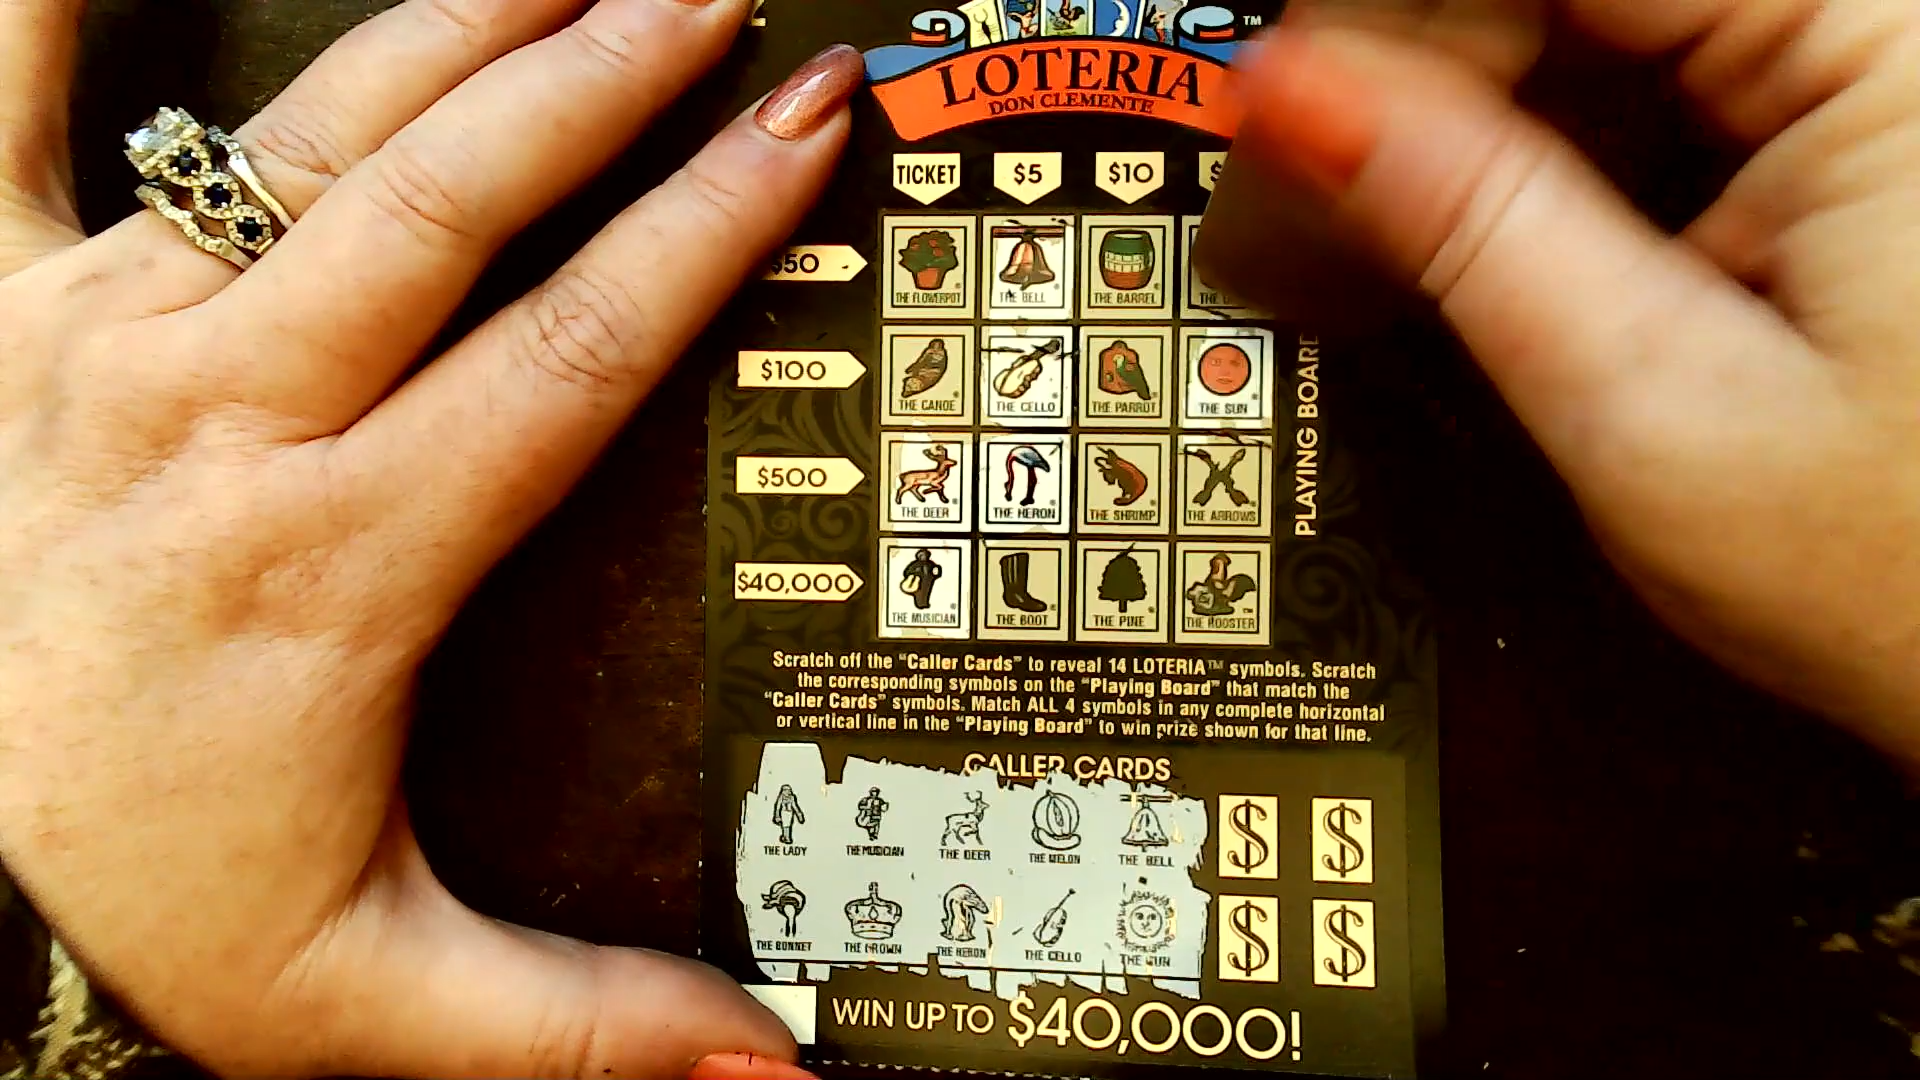 TM
LOTERIA
DON CLEMENTE
TICKET $5 $10 $
$50
THE FLOWERPOT THE BELL THE BARREL THE
$100
THE CANOE THE CELLO THE PARROT THE SUN
$500
THE DEER THE HERON THE SHRIMP THE ARROWS
$40,000
THE MUSICIAN THE BOOT THE PINE THE ROOSTER
PLAYING BOARD
Scratch off the "Caller Cards" to reveal 14 LOTERIA™ symbols. Scratch
the corresponding symbols on the "Playing Board" that match the
"Caller Cards" symbols. Match ALL 4 symbols in any complete horizontal
or vertical line in the "Playing Board" to win prize shown for that line.
CALLER CARDS
THE LADY THE MUSICIAN THE DEER THE MELON THE BELL $ $
THE BONNET THE CROWN THE HERON THE CELLO THE SUN $ $
WIN UP TO $40,000!